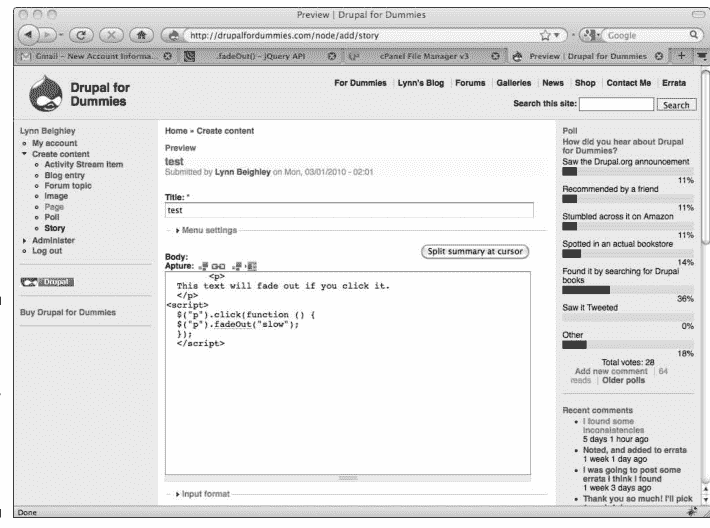 Preview | Drupal for Dummies
http://drupalfordummies.com/node/add/story
Google
Gmail – New Account Informa...
.fadeOut() – jQuery API
cPanel File Manager v3
Preview | Drupal for Dummies
Drupal for
Dummies
For Dummies
Lynn's Blog
Forums
Galleries
News
Shop
Contact Me
Errata
Search this site:
Search
Lynn Beighley
My account
Create content
Activity Stream Item
Blog entry
Forum topic
Image
Page
Poll
Story
Administer
Log out
Drupal
Buy Drupal for Dummies
Home » Create content
Preview
test
Submitted by Lynn Beighley on Mon, 03/01/2010 - 02:01
Title: *
test
Menu settings
Split summary at cursor
Body:
Apture:
<p>
This text will fade out if you click it.
</p>
<script>
$("p").click(function () {
$("p").fadeOut("slow");
});
</script>
Input format
Poll
How did you hear about Drupal
for Dummies?
Saw the Drupal.org announcement
11%
Recommended by a friend
11%
Stumbled across it on Amazon
11%
Spotted in an actual bookstore
14%
Found it by searching for Drupal
books
36%
Saw it Tweeted
0%
Other
18%
Total votes: 28
Add new comment | 64
reads | Older polls
Recent comments
I found some
inconsistencies
5 days 1 hour ago
Noted, and added to errata
1 week 1 day ago
I was going to post some
errata I think I found
1 week 3 days ago
Thank you so much! I'll pick
Done